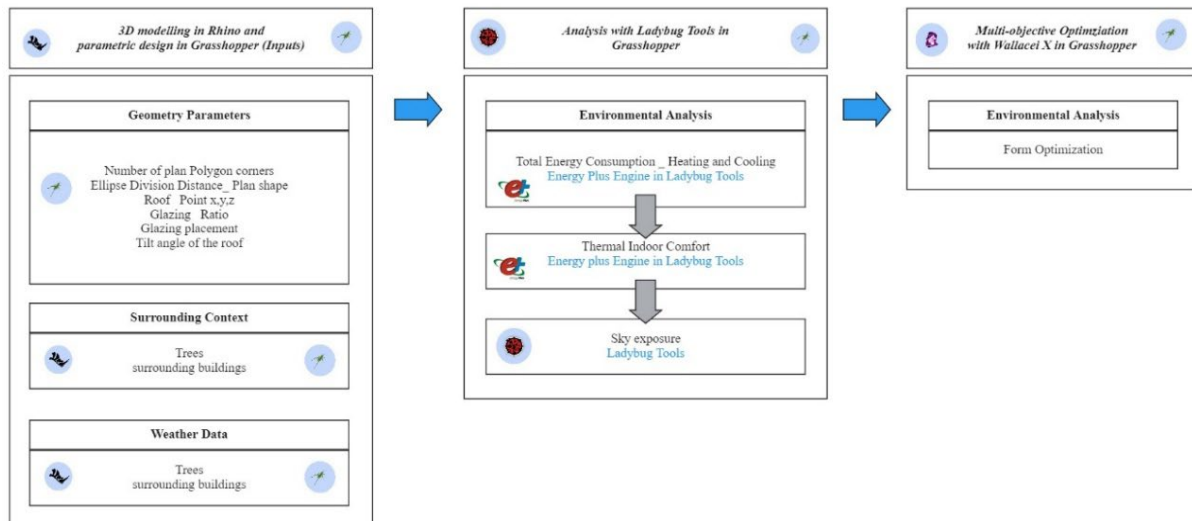 3D modelling in Rhino and
parametric design in Grasshopper (Inputs)
Geometry Parameters
Number of plan Polygon corners
Ellipse Division Distance_ Plan shape
Roof Point x,y,z
Glazing Ratio
Glazing placement
Tilt angle of the roof
Surrounding Context
Trees
surrounding buildings
Weather Data
Trees
surrounding buildings
Analysis with Ladybug Tools in
Grasshopper
Environmental Analysis
Total Energy Consumption _ Heating and Cooling
Energy Plus Engine in Ladybug Tools
Thermal Indoor Comfort
Energy plus Engine in Ladybug Tools
Sky exposure
Ladybug Tools
Multi-objective Optimziation
with Wallacei X in Grasshopper
Environmental Analysis
Form Optimization